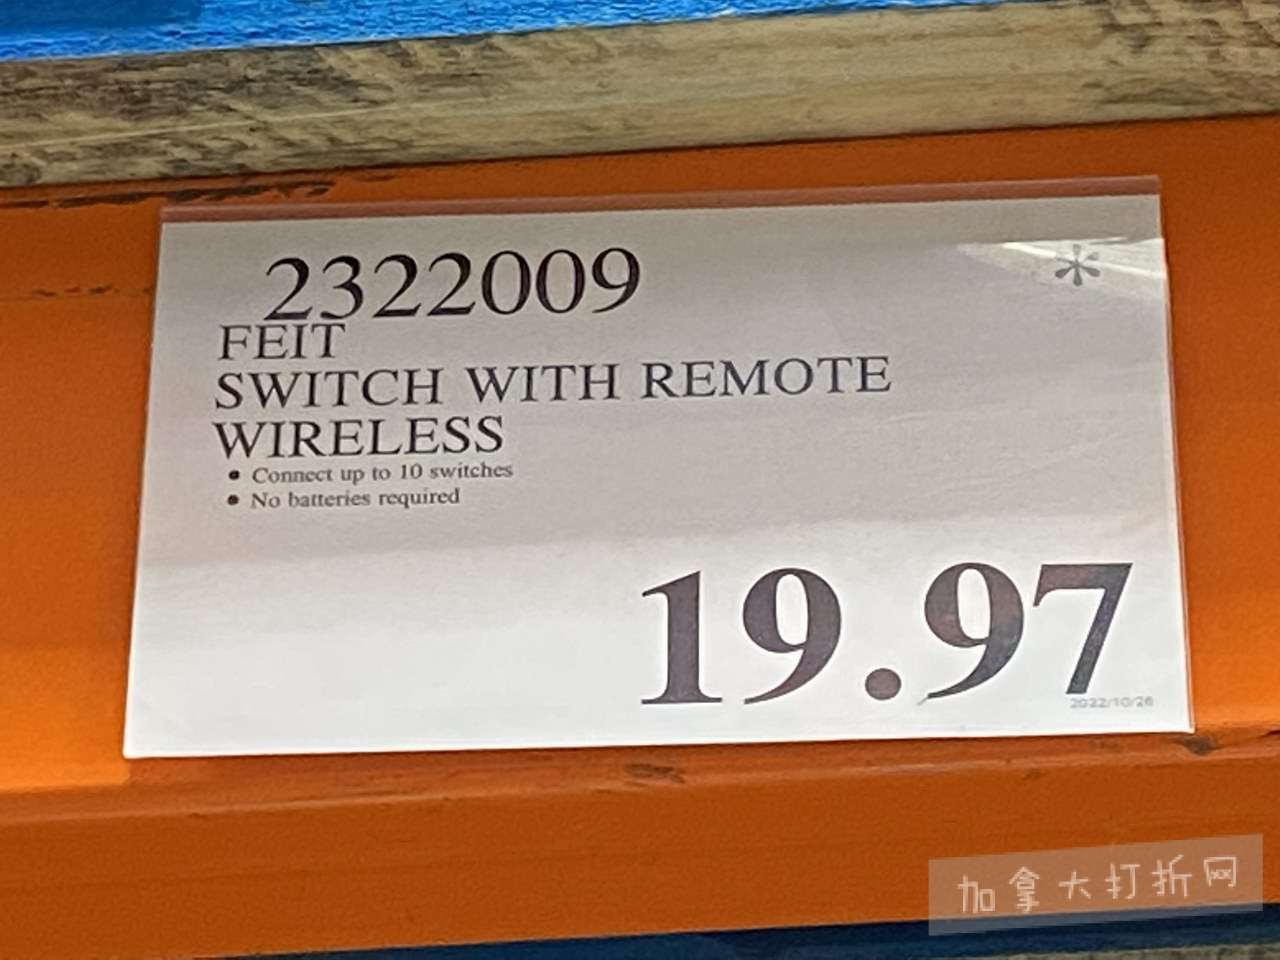 2322009
*
FEIT
SWITCH WITH REMOTE
WIRELESS
• Connect up to 10 switches
• No batteries required
19.97
2022/10/26
加拿大打折网